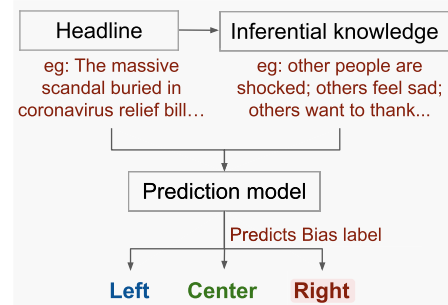 Headline
Inferential knowledge
eg: The massive
scandal buried in
coronavirus relief bill…
eg: other people are
shocked; others feel sad;
others want to thank...
Prediction model
Predicts Bias label
Left
Center
Right